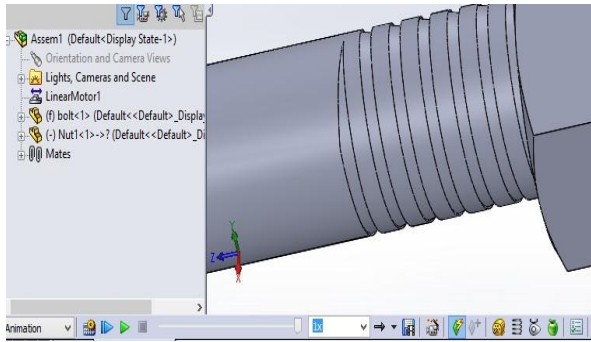 Assem1 (Default<Display State-1>)
Orientation and Camera Views
Lights, Cameras and Scene
LinearMotor1
(f) bolt<1> (Default<<Default>_Display
(-) Nut1<1>->? (Default<<Default>_Di
Mates
Y
Z
X
Animation
1x